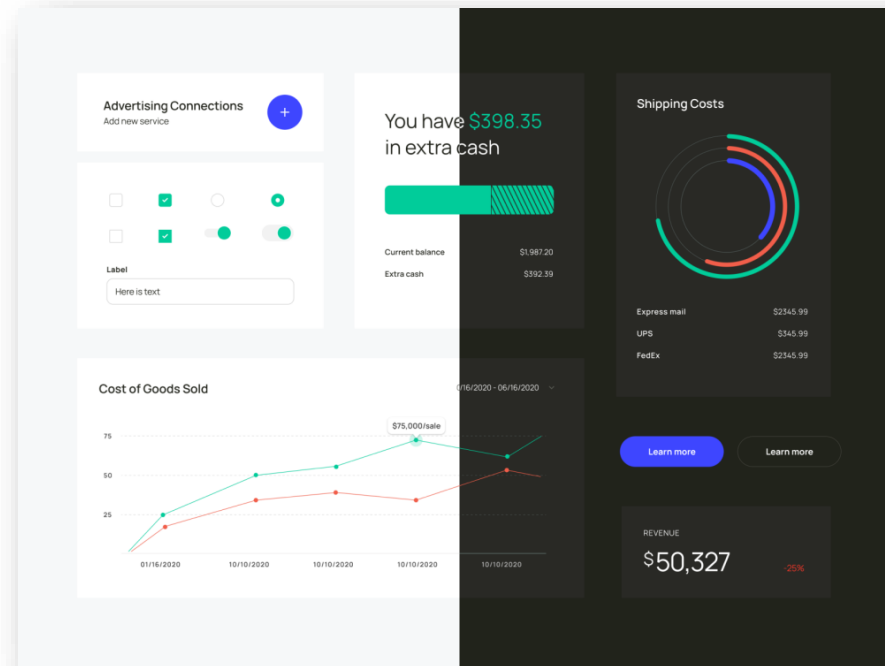 Advertising Connections
Add new service
+
Label
Here is text
You have $398.35
in extra cash
Current balance $1,987.20
Extra cash $392.39
Shipping Costs
Express mail $2345.99
UPS $345.99
FedEx $2345.99
Cost of Goods Sold
/16/2020 - 06/16/2020
$75,000/sale
75
50
25
01/16/2020 10/10/2020 10/10/2020 10/10/2020 10/10/2020
Learn more
Learn more
REVENUE
$50,327
-25%